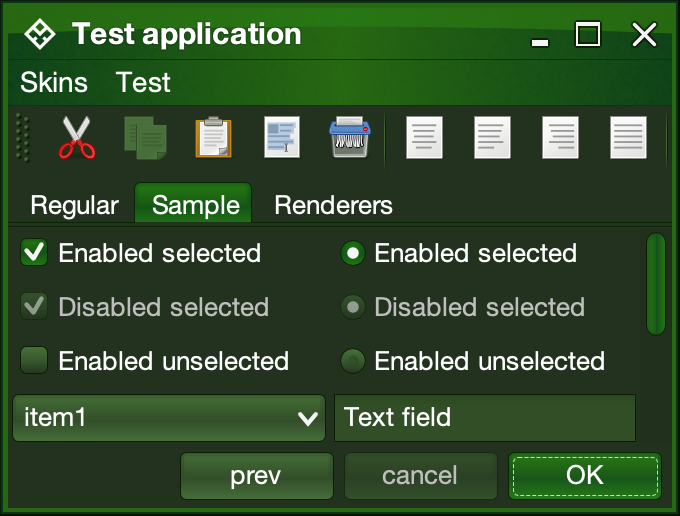 Test application
Skins Test
Regular Sample Renderers
Enabled selected Enabled selected
Disabled selected Disabled selected
Enabled unselected Enabled unselected
item1 Text field
prev cancel OK